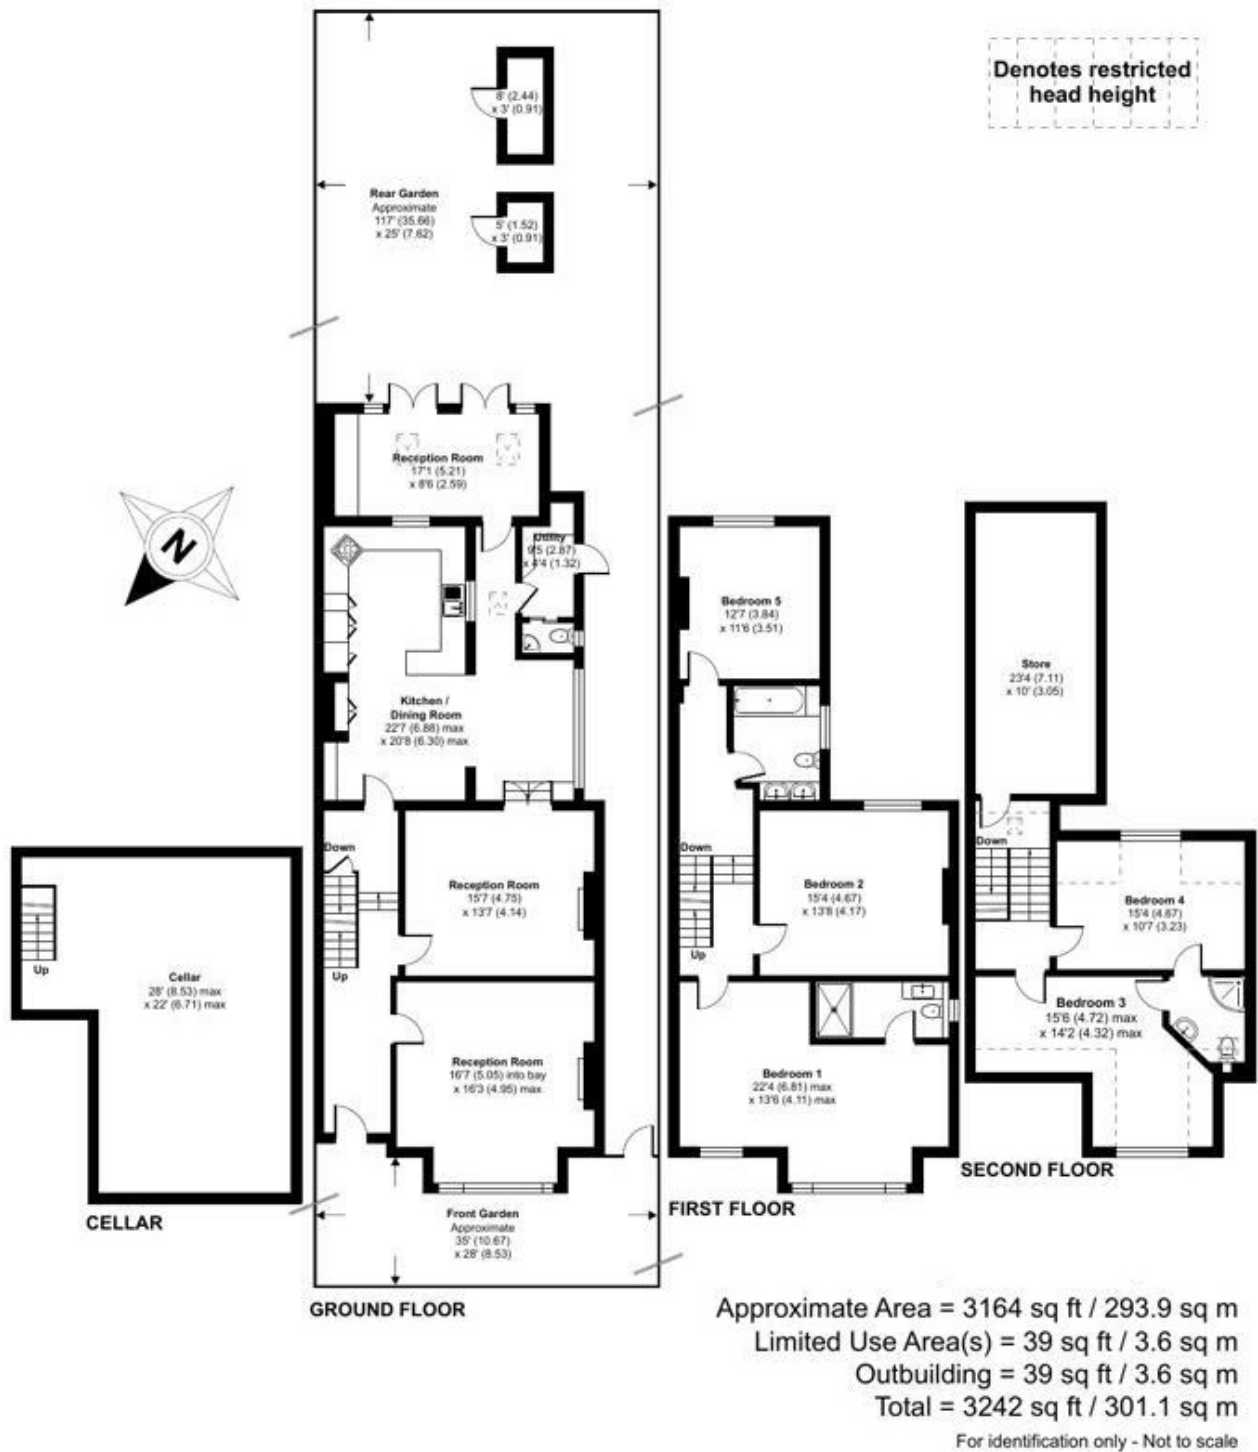 Denotes restricted
head height
8' (2.44)
x 3' (0.91)
Rear Garden
Approximate
117' (35.66)
x 25' (7.62)
5' (1.52)
x 3' (0.91)
Reception Room
17'1 (5.21)
x 8'6 (2.59)
N
Utility
9'5 (2.87)
x 4'4 (1.32)
Kitchen /
Dining Room
22'7 (6.88) max
x 20'8 (6.30) max
Down
Up
Reception Room
15'7 (4.75)
x 13'7 (4.14)
Reception Room
16'7 (5.05) into bay
x 16'3 (4.95) max
Front Garden
Approximate
35' (10.67)
x 28' (8.53)
GROUND FLOOR
Up
Cellar
28' (8.53) max
x 22' (6.71) max
CELLAR
Bedroom 5
12'7 (3.84)
x 11'6 (3.51)
Down
Up
Bedroom 2
15'4 (4.67)
x 13'8 (4.17)
Bedroom 1
22'4 (6.81) max
x 13'6 (4.11) max
FIRST FLOOR
Store
23'4 (7.11)
x 10' (3.05)
Down
Bedroom 4
15'4 (4.67)
x 10'7 (3.23)
Bedroom 3
15'6 (4.72) max
x 14'2 (4.32) max
SECOND FLOOR
Approximate Area = 3164 sq ft / 293.9 sq m
Limited Use Area(s) = 39 sq ft / 3.6 sq m
Outbuilding = 39 sq ft / 3.6 sq m
Total = 3242 sq ft / 301.1 sq m
For identification only - Not to scale